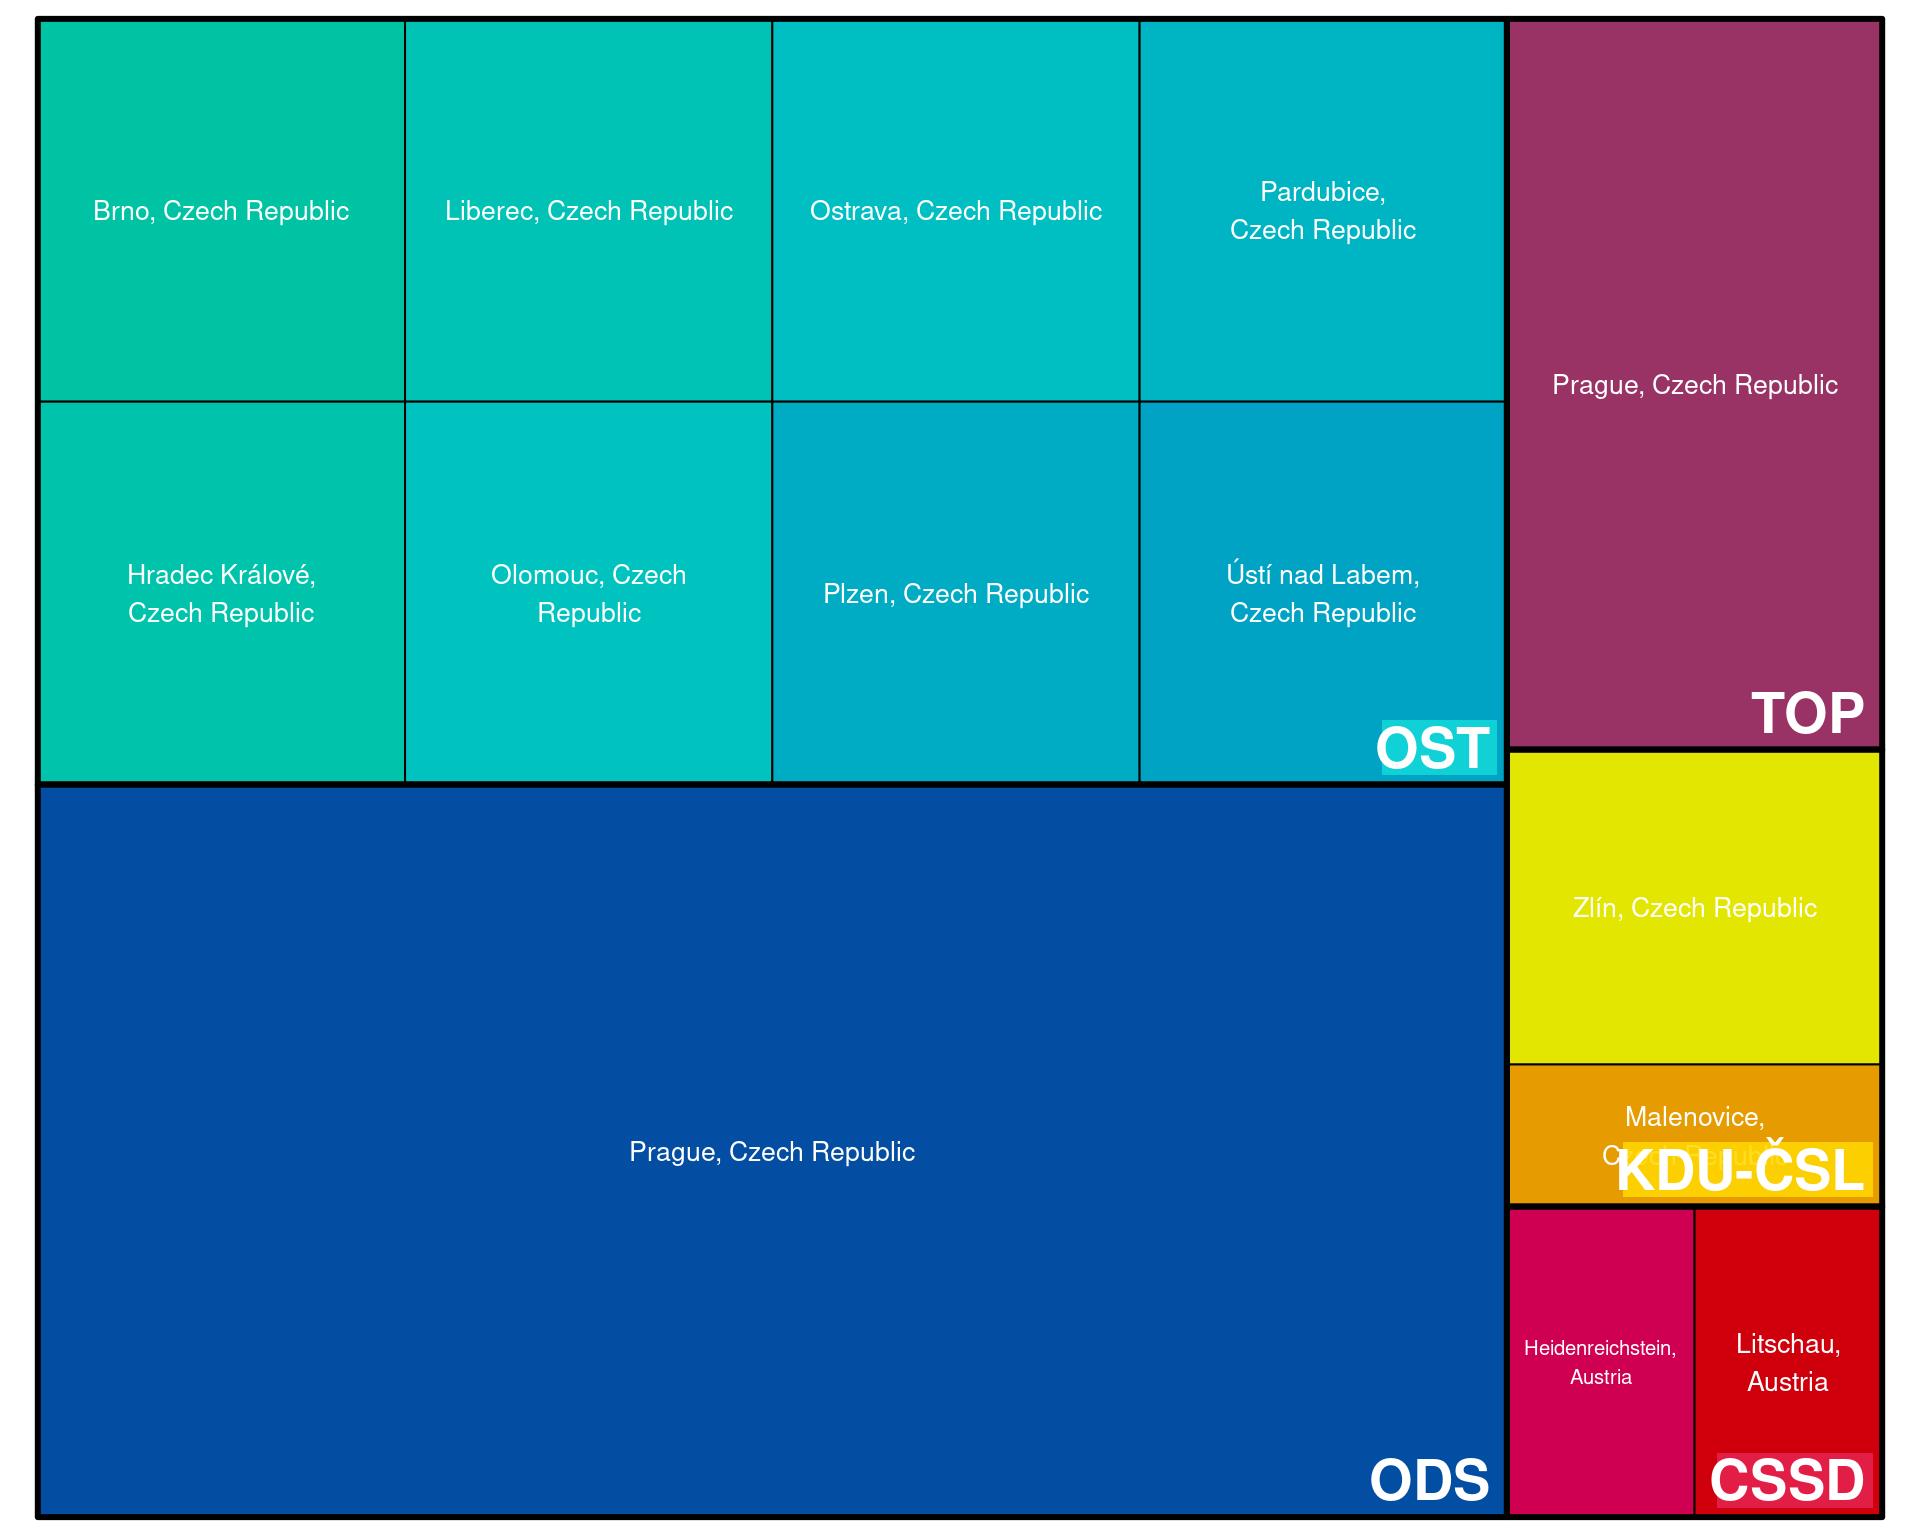 Brno, Czech Republic
Liberec, Czech Republic
Ostrava, Czech Republic
Pardubice,
Czech Republic
Hradec Králové,
Czech Republic
Olomouc, Czech
Republic
Plzen, Czech Republic
Ústí nad Labem,
Czech Republic
OST
Prague, Czech Republic
ODS
Prague, Czech Republic
TOP
Zlín, Czech Republic
Malenovice,
Czech Republic
KDU-ČSL
Heidenreichstein,
Austria
Litschau,
Austria
CSSD